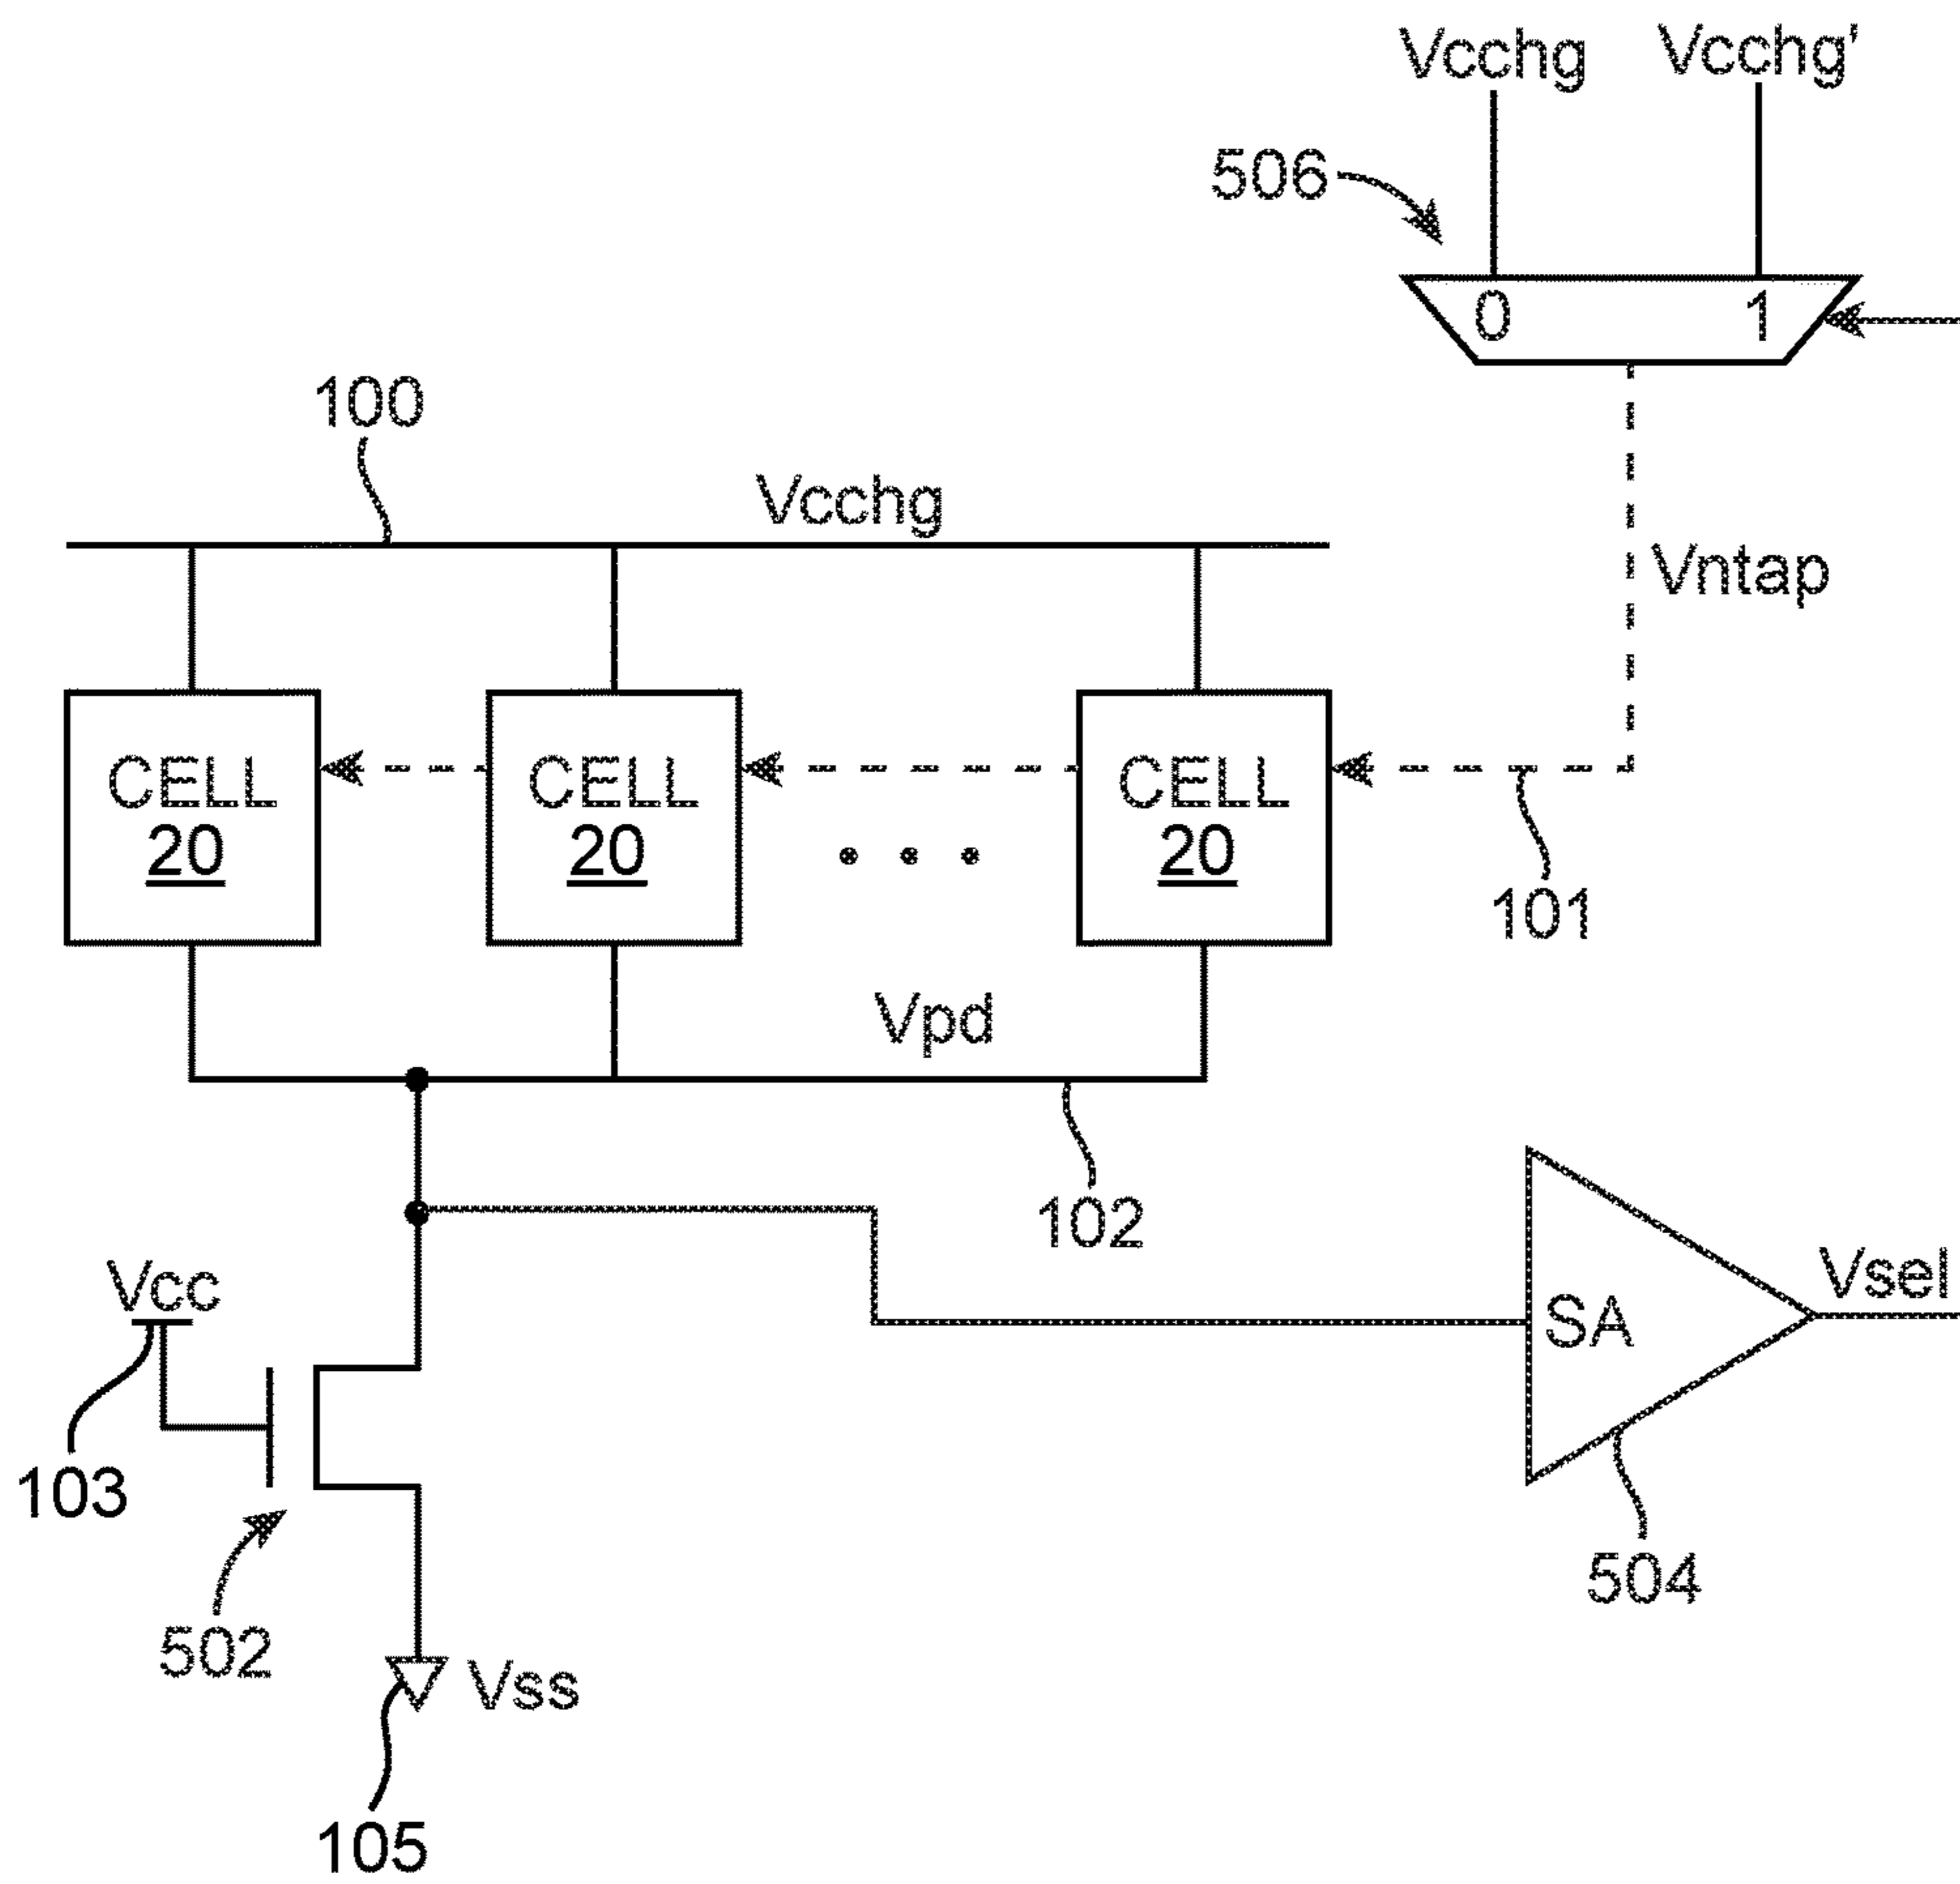 Vcchg Vcchg'
506
0 1
100
Vcchg
Vntap
CELL CELL CELL
20 20 . . . 20
101
Vpd
102
Vcc
SA
Vsel
103
502
504
Vss
105